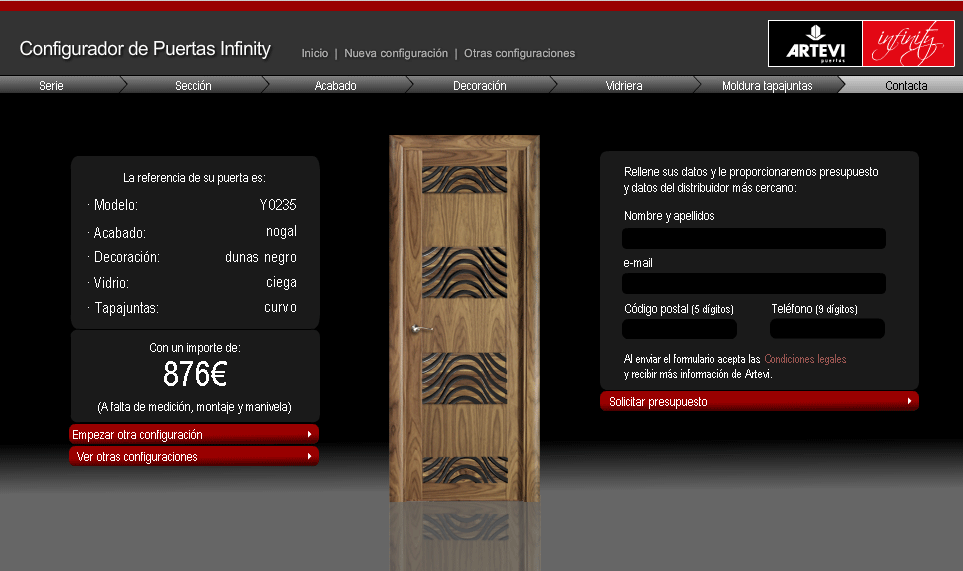 Configurador de Puertas Infinity
Inicio | Nueva configuración | Otras configuraciones
ARTEVI
puertas
infinity
Serie
Sección
Acabado
Decoración
Vidriera
Moldura tapajuntas
Contacta
La referencia de su puerta es:
· Modelo: Y0235
· Acabado: nogal
· Decoración: dunas negro
· Vidrio: ciega
· Tapajuntas: curvo
Con un importe de:
876€
(A falta de medición, montaje y manivela)
Empezar otra configuración
Ver otras configuraciones
Rellene sus datos y le proporcionaremos presupuesto
y datos del distribuidor más cercano:
Nombre y apellidos
e-mail
Código postal (5 dígitos)
Teléfono (9 dígitos)
Al enviar el formulario acepta las Condiciones legales
y recibir más información de Artevi.
Solicitar presupuesto